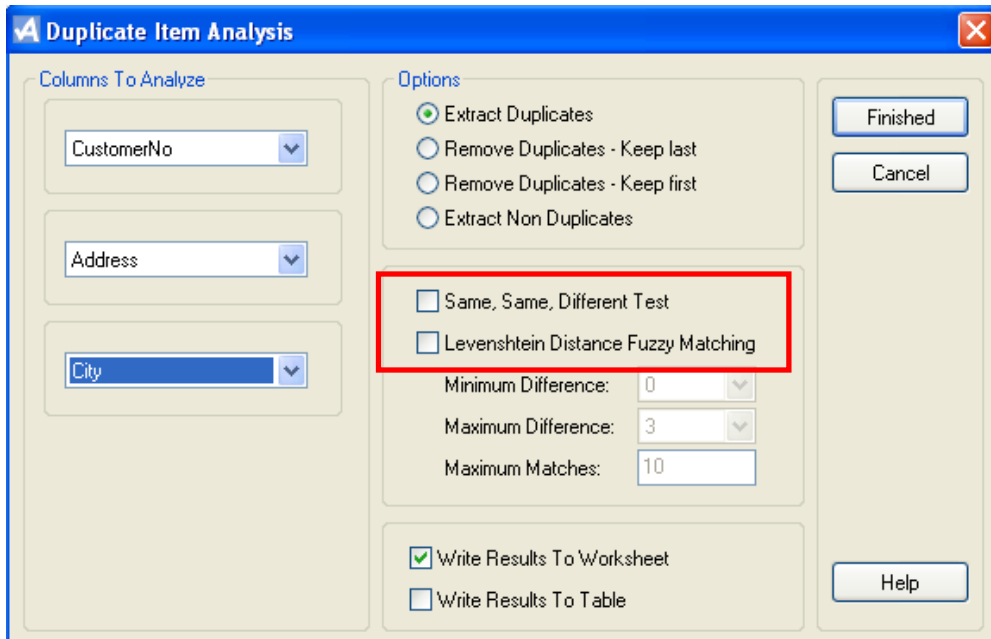 Duplicate Item Analysis
Columns To Analyze
CustomerNo
Address
City
Options
Extract Duplicates
Remove Duplicates - Keep last
Remove Duplicates - Keep first
Extract Non Duplicates
Same, Same, Different Test
Levenshtein Distance Fuzzy Matching
Minimum Difference: 0
Maximum Difference: 3
Maximum Matches: 10
Write Results To Worksheet
Write Results To Table
Finished
Cancel
Help